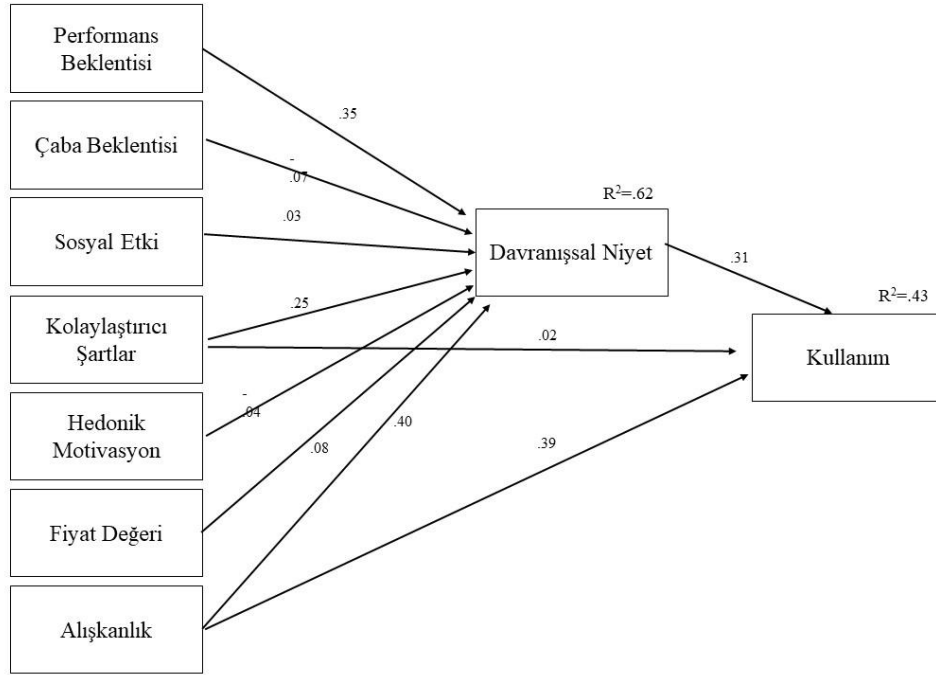 Performans
Beklentisi
.35
Çaba Beklentisi
-
.07
R²=.62
.03
Sosyal Etki
Davranışsal Niyet
.31
R²=.43
Kolaylaştırıcı
Şartlar
.25
.02
Kullanım
Hedonik
Motivasyon
-
.04
.40
.08
.39
Fiyat Değeri
Alışkanlık